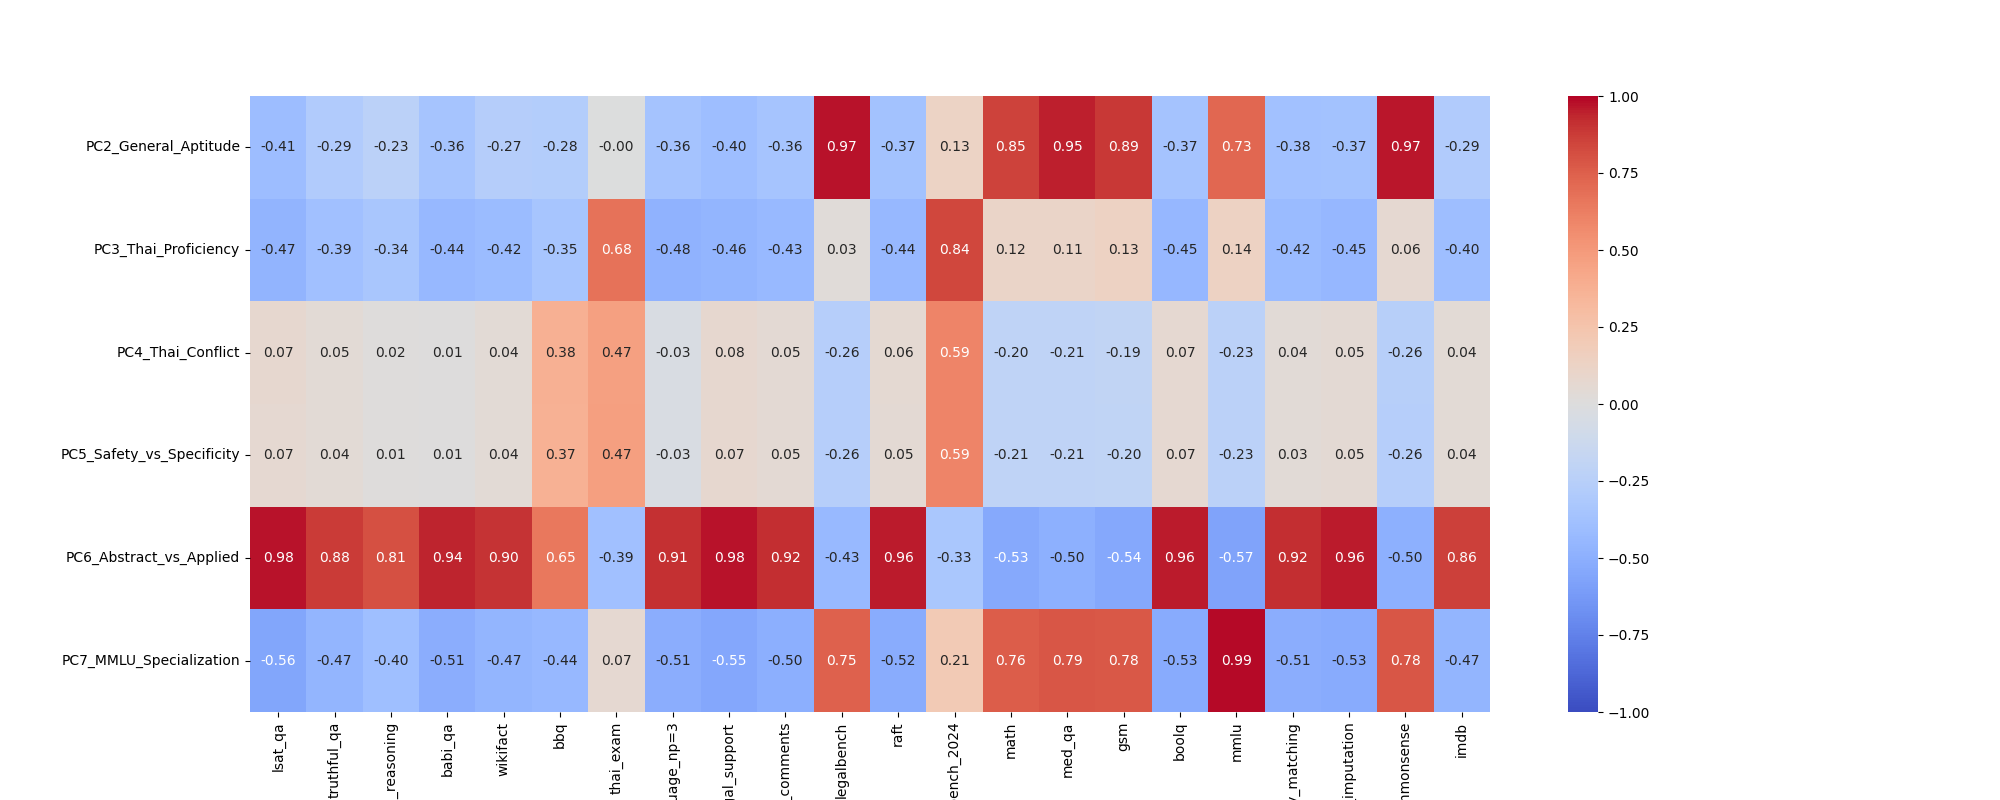 PC2_General_Aptitude -0.41 -0.29 -0.23 -0.36 -0.27 -0.28 -0.00 -0.36 -0.40 -0.36 0.97 -0.37 0.13 0.85 0.95 0.89 -0.37 0.73 -0.38 -0.37 0.97 -0.29
PC3_Thai_Proficiency -0.47 -0.39 -0.34 -0.44 -0.42 -0.35 0.68 -0.48 -0.46 -0.43 0.03 -0.44 0.84 0.12 0.11 0.13 -0.45 0.14 -0.42 -0.45 0.06 -0.40
PC4_Thai_Conflict 0.07 0.05 0.02 0.01 0.04 0.38 0.47 -0.03 0.08 0.05 -0.26 0.06 0.59 -0.20 -0.21 -0.19 0.07 -0.23 0.04 0.05 -0.26 0.04
PC5_Safety_vs_Specificity 0.07 0.04 0.01 0.01 0.04 0.37 0.47 -0.03 0.07 0.05 -0.26 0.05 0.59 -0.21 -0.21 -0.20 0.07 -0.23 0.03 0.05 -0.26 0.04
PC6_Abstract_vs_Applied 0.98 0.88 0.81 0.94 0.90 0.65 -0.39 0.91 0.98 0.92 -0.43 0.96 -0.33 -0.53 -0.50 -0.54 0.96 -0.57 0.92 0.96 -0.50 0.86
PC7_MMLU_Specialization -0.56 -0.47 -0.40 -0.51 -0.47 -0.44 0.07 -0.51 -0.55 -0.50 0.75 -0.52 0.21 0.76 0.79 0.78 -0.53 0.99 -0.51 -0.53 0.78 -0.47
lsat_qa
truthful_qa
_reasoning
babi_qa
wikifact
bbq
thai_exam
uage_np=3
gal_support
_comments
legalbench
raft
ench_2024
math
med_qa
gsm
boolq
mmlu
_matching
imputation
mmonsense
imdb
1.00
0.75
0.50
0.25
0.00
−0.25
−0.50
−0.75
−1.00